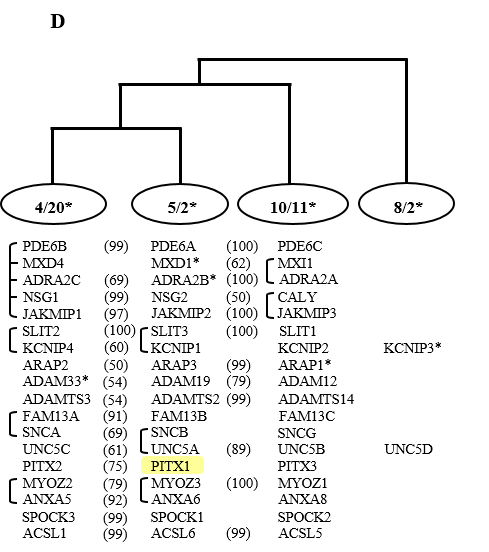 D
4/20* 5/2* 10/11* 8/2*
PDE6B (99) PDE6A (100) PDE6C
MXD4 MXD1* (62) MXI1
ADRA2C (69) ADRA2B* (100) ADRA2A
NSG1 (99) NSG2 (50) CALY
JAKMIP1 (97) JAKMIP2 (100) JAKMIP3
SLIT2 (100) SLIT3 (100) SLIT1
KCNIP4 (60) KCNIP1 KCNIP2 KCNIP3*
ARAP2 (50) ARAP3 (99) ARAP1*
ADAM33* (54) ADAM19 (79) ADAM12
ADAMTS3 (54) ADAMTS2 (99) ADAMTS14
FAM13A (91) FAM13B FAM13C
SNCA (69) SNCB SNCG
UNC5C (61) UNC5A (89) UNC5B UNC5D
PITX2 (75) PITX1 PITX3
MYOZ2 (79) MYOZ3 (100) MYOZ1
ANXA5 (92) ANXA6 ANXA8
SPOCK3 (99) SPOCK1 SPOCK2
ACSL1 (99) ACSL6 (99) ACSL5